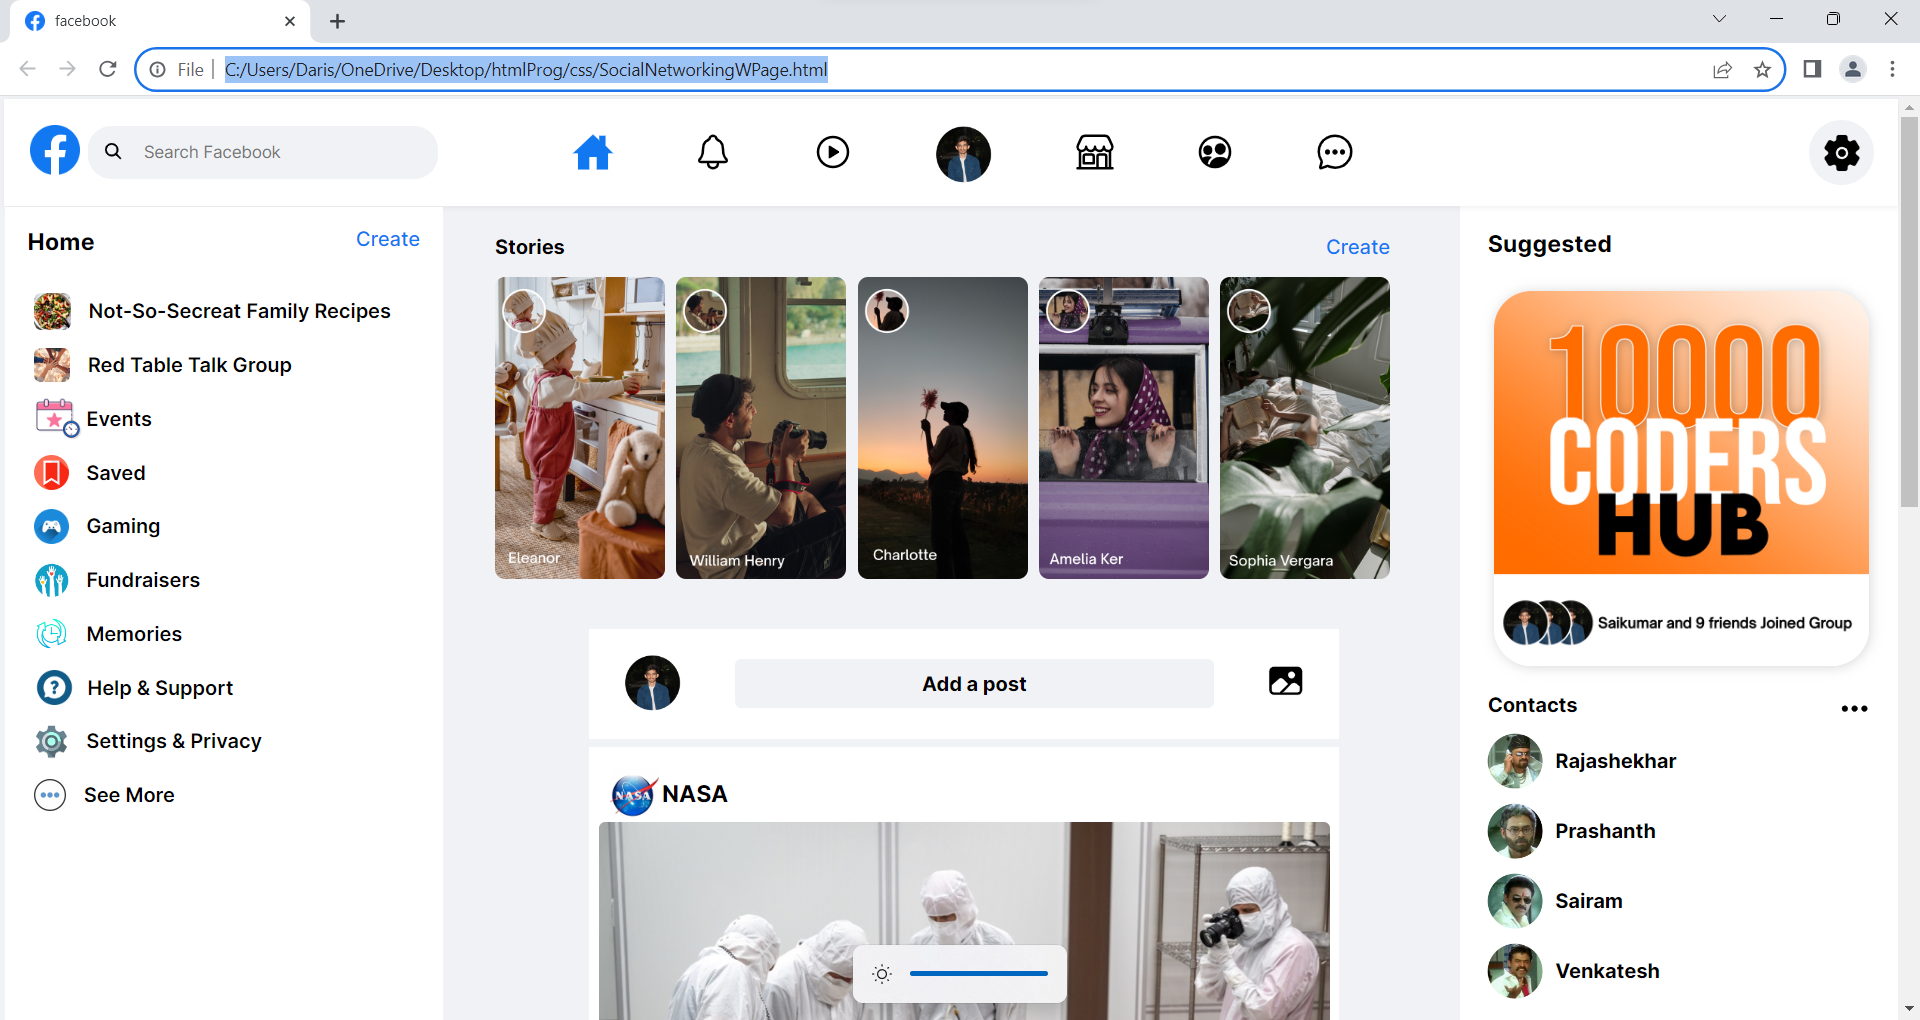 facebook
File
C:/Users/Daris/OneDrive/Desktop/htmlProg/css/SocialNetworkingWPage.html
Search Facebook
Home
Create
Not-So-Secreat Family Recipes
Red Table Talk Group
Events
Saved
Gaming
Fundraisers
Memories
Help & Support
Settings & Privacy
See More
Stories
Create
Eleanor
William Henry
Charlotte
Amelia Ker
Sophia Vergara
Add a post
NASA
NASA
Suggested
10000
CODERS
HUB
Saikumar and 9 friends Joined Group
Contacts
Rajashekhar
Prashanth
Sairam
Venkatesh